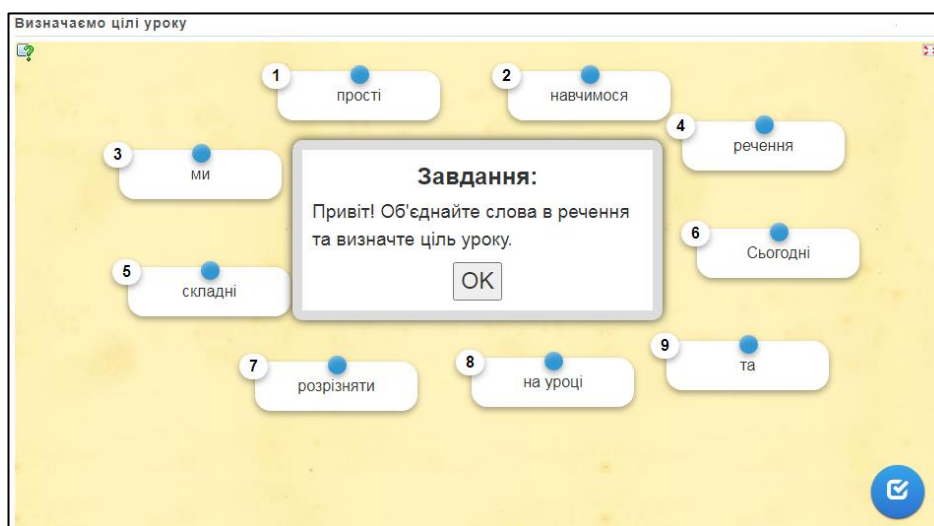 Визначаємо цілі уроку
1
прості
2
навчимося
3
ми
4
речення
Завдання:
Привіт! Об'єднайте слова в речення
та визначте ціль уроку.
OK
5
складні
6
Сьогодні
7
розрізняти
8
на уроці
9
та